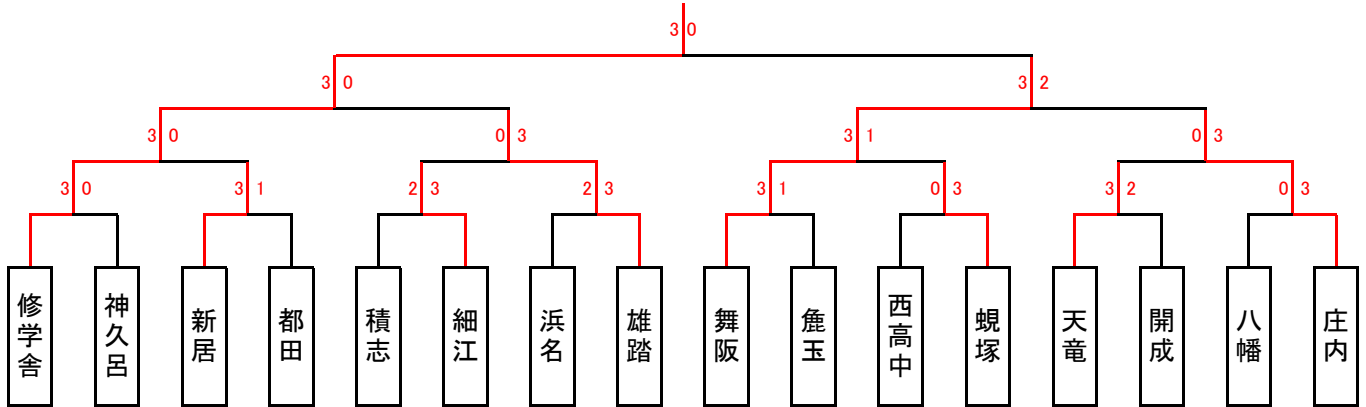 3 0
3 0 3 2
3 0 0 3 3 1 0 3
3 0 3 1 2 3 2 3 3 1 0 3 3 2 0 3
修学舎 神久呂 新居 都田 積志 細江 浜名 雄踏 舞阪 麁玉 西高中 蜆塚 天竜 開成 八幡 庄内